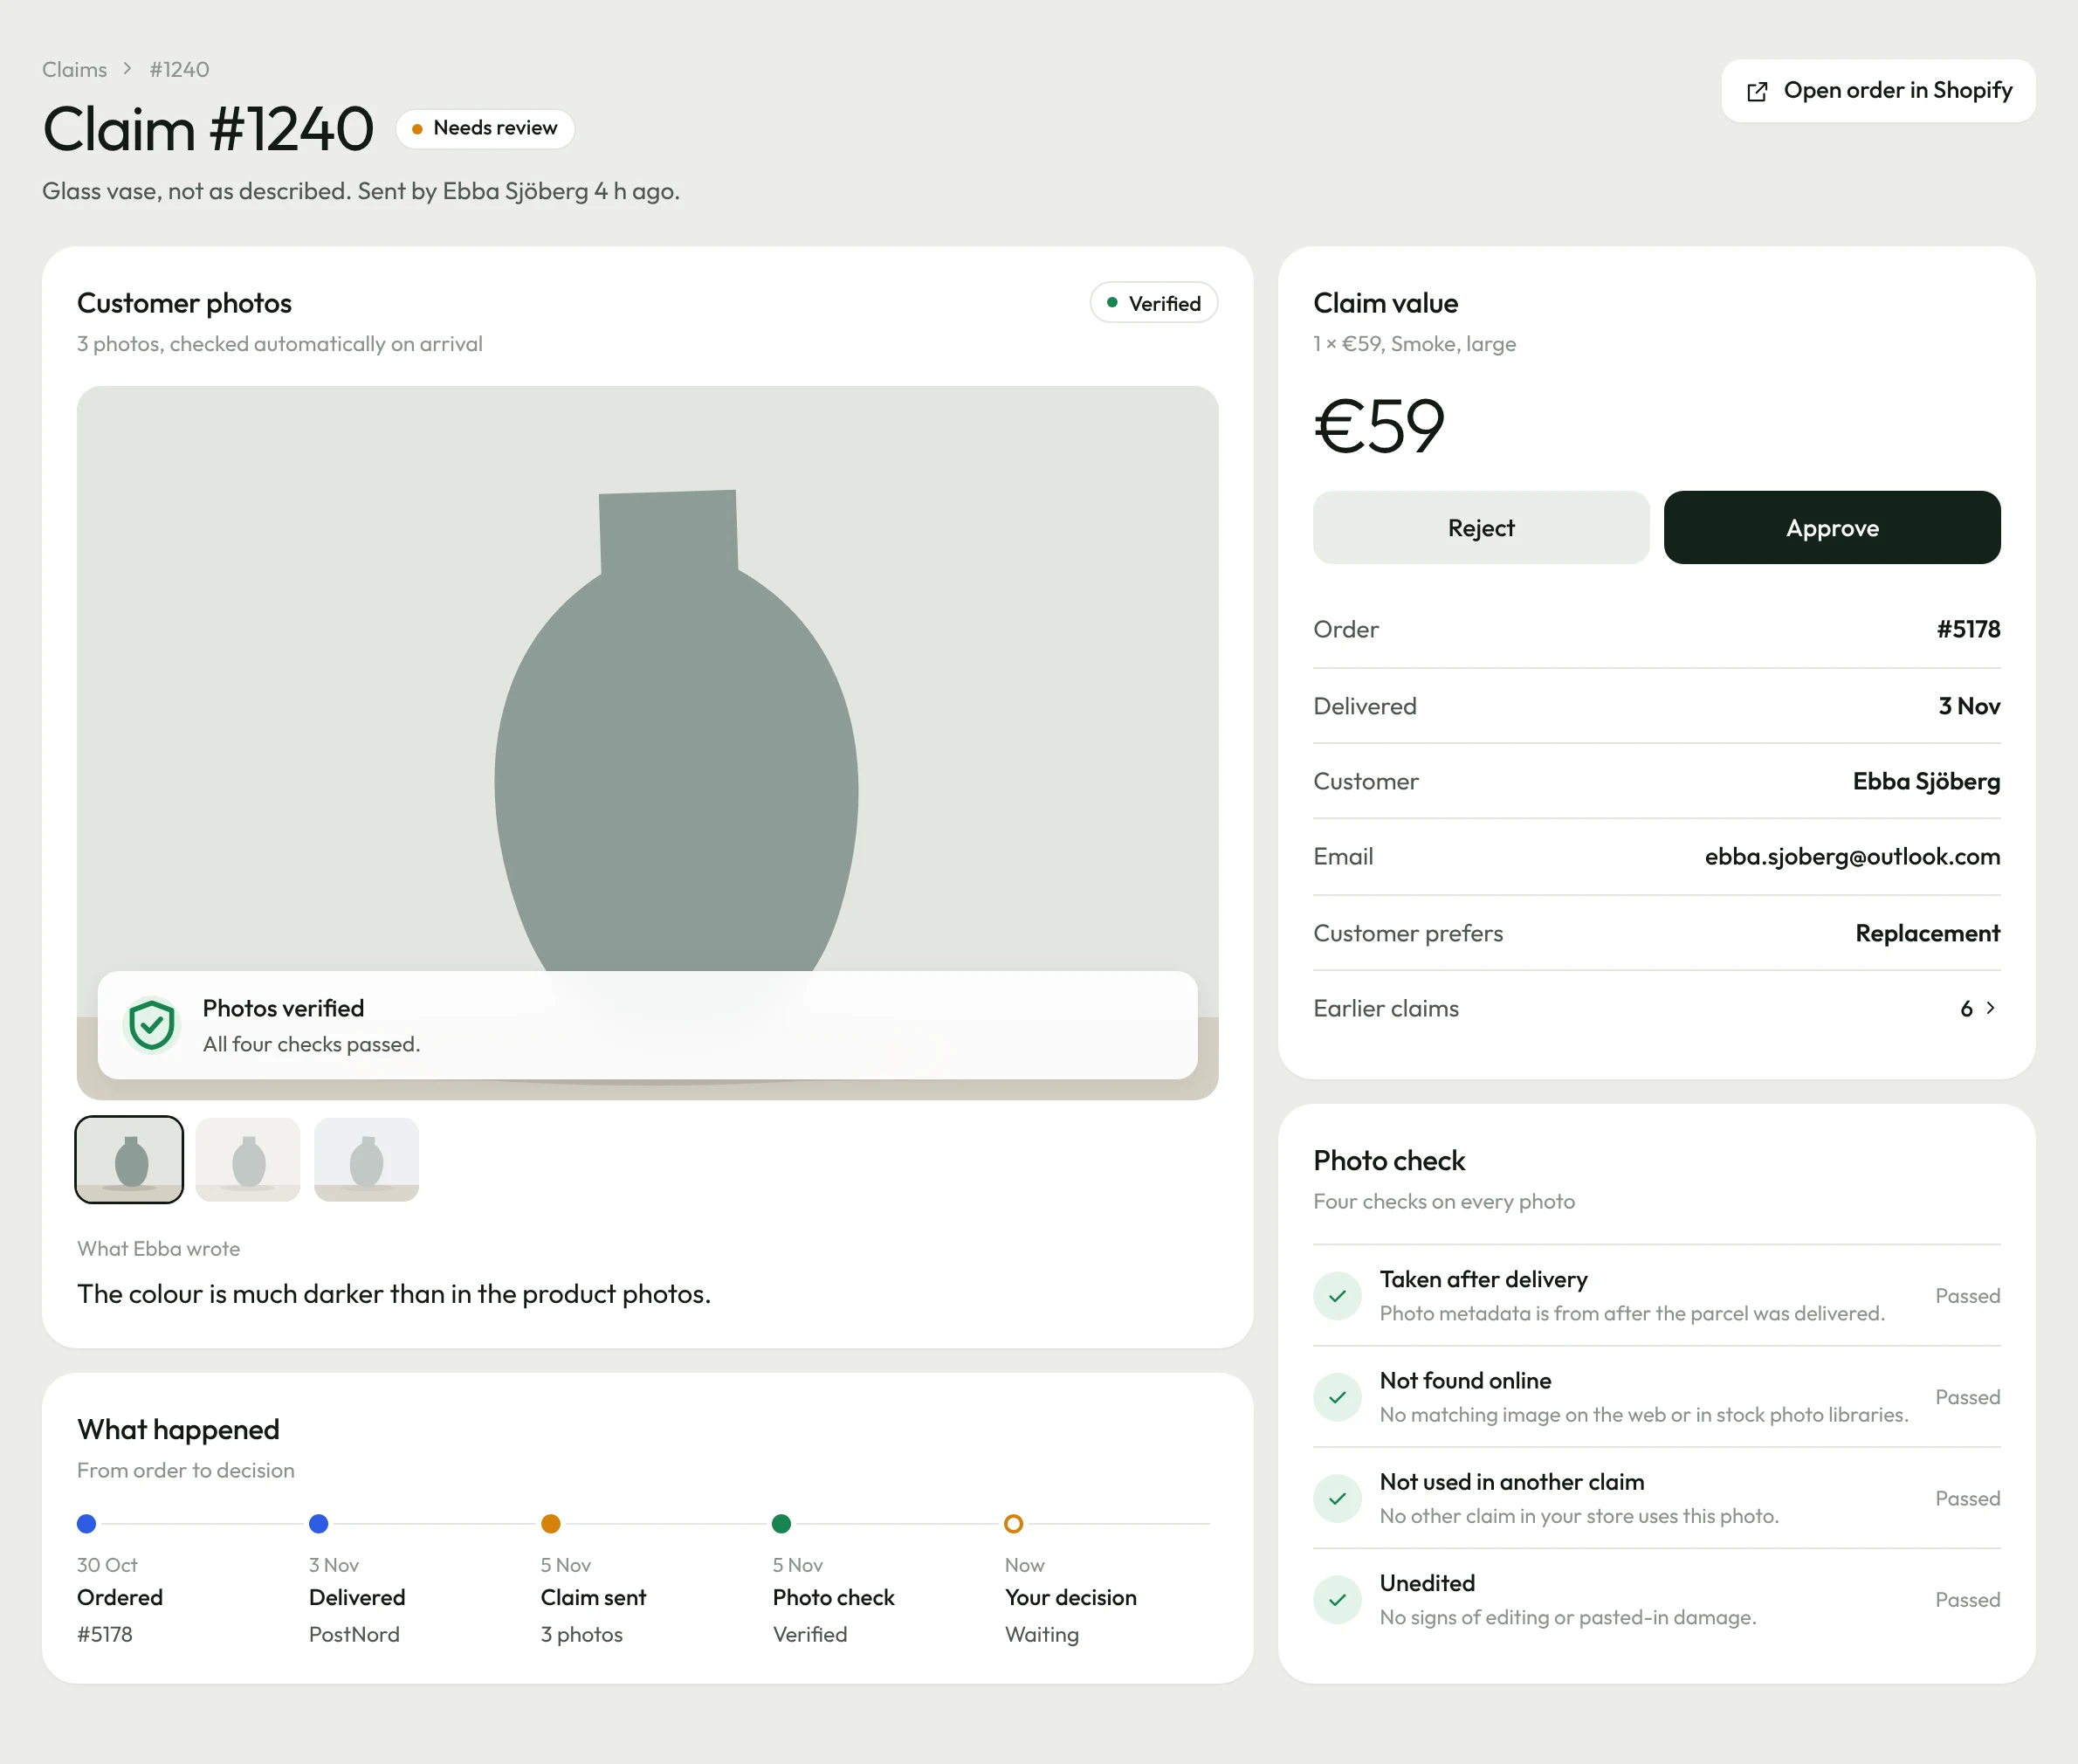 Claims > #1240
Claim #1240
Needs review
Open order in Shopify
Glass vase, not as described. Sent by Ebba Sjöberg 4 h ago.
Customer photos
Verified
3 photos, checked automatically on arrival
Photos verified
All four checks passed.
What Ebba wrote
The colour is much darker than in the product photos.
What happened
From order to decision
30 Oct
Ordered
#5178
3 Nov
Delivered
PostNord
5 Nov
Claim sent
3 photos
5 Nov
Photo check
Verified
Now
Your decision
Waiting
Claim value
1 × €59, Smoke, large
€59
Reject
Approve
Order #5178
Delivered 3 Nov
Customer Ebba Sjöberg
Email ebba.sjoberg@outlook.com
Customer prefers Replacement
Earlier claims 6
Photo check
Four checks on every photo
Taken after delivery
Photo metadata is from after the parcel was delivered.
Passed
Not found online
No matching image on the web or in stock photo libraries.
Passed
Not used in another claim
No other claim in your store uses this photo.
Passed
Unedited
No signs of editing or pasted-in damage.
Passed